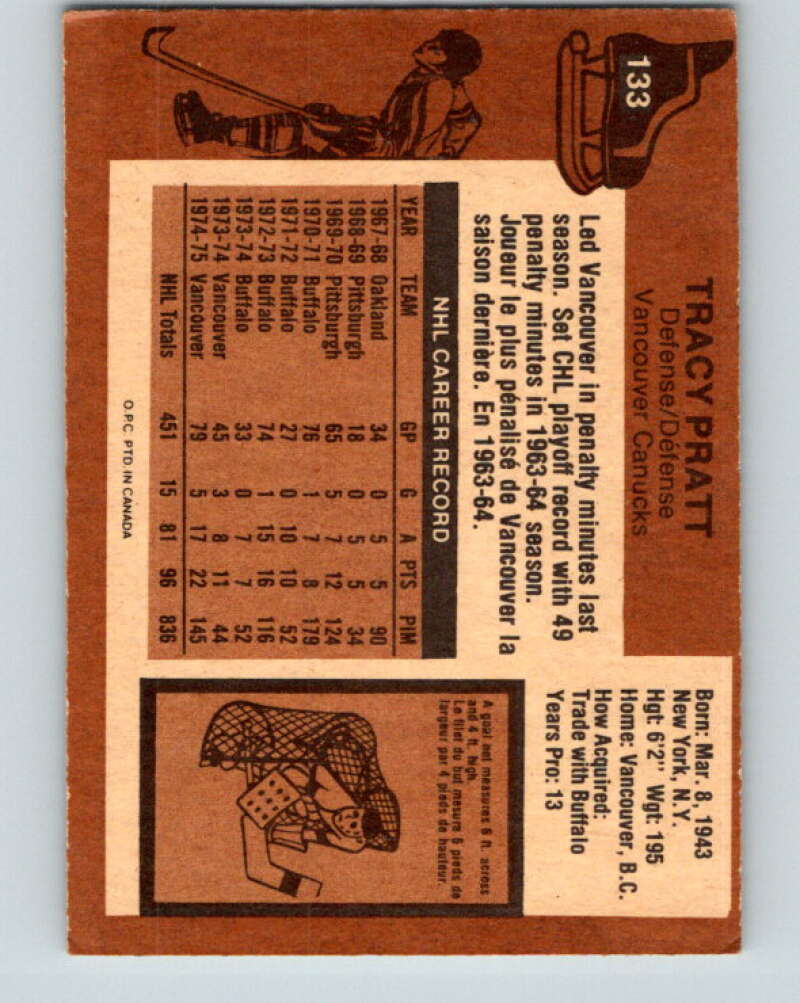 133
TRACY PRATT
Defense/Défense
Vancouver Canucks
Led Vancouver in penalty minutes last
season. Set CHL playoff record with 49
penalty minutes in 1963-64 season.
Joueur le plus pénalisé de Vancouver la
saison dernière. En 1963-64.
Born: Mar. 8, 1943
New York, N.Y.
Hgt: 6'2" Wgt: 195
Home: Vancouver, B.C.
How Acquired:
Trade with Buffalo
Years Pro: 13
NHL CAREER RECORD
YEAR TEAM GP G A PTS PIM
1967-68 Oakland 34 0 5 5 90
1968-69 Pittsburgh 18 0 5 5 34
1969-70 Pittsburgh 65 5 7 12 124
1970-71 Buffalo 76 1 7 8 179
1971-72 Buffalo 27 0 10 10 52
1972-73 Buffalo 74 1 15 16 116
1973-74 Buffalo 33 0 7 7 52
1973-74 Vancouver 45 3 8 11 44
1974-75 Vancouver 79 5 17 22 145
NHL Totals 451 15 81 96 836
A goal net measures 6 ft. across
and 4 ft. high.
Le filet du but mesure 6 pieds de
largeur par 4 pieds de hauteur.
O.P.C. PTD. IN CANADA